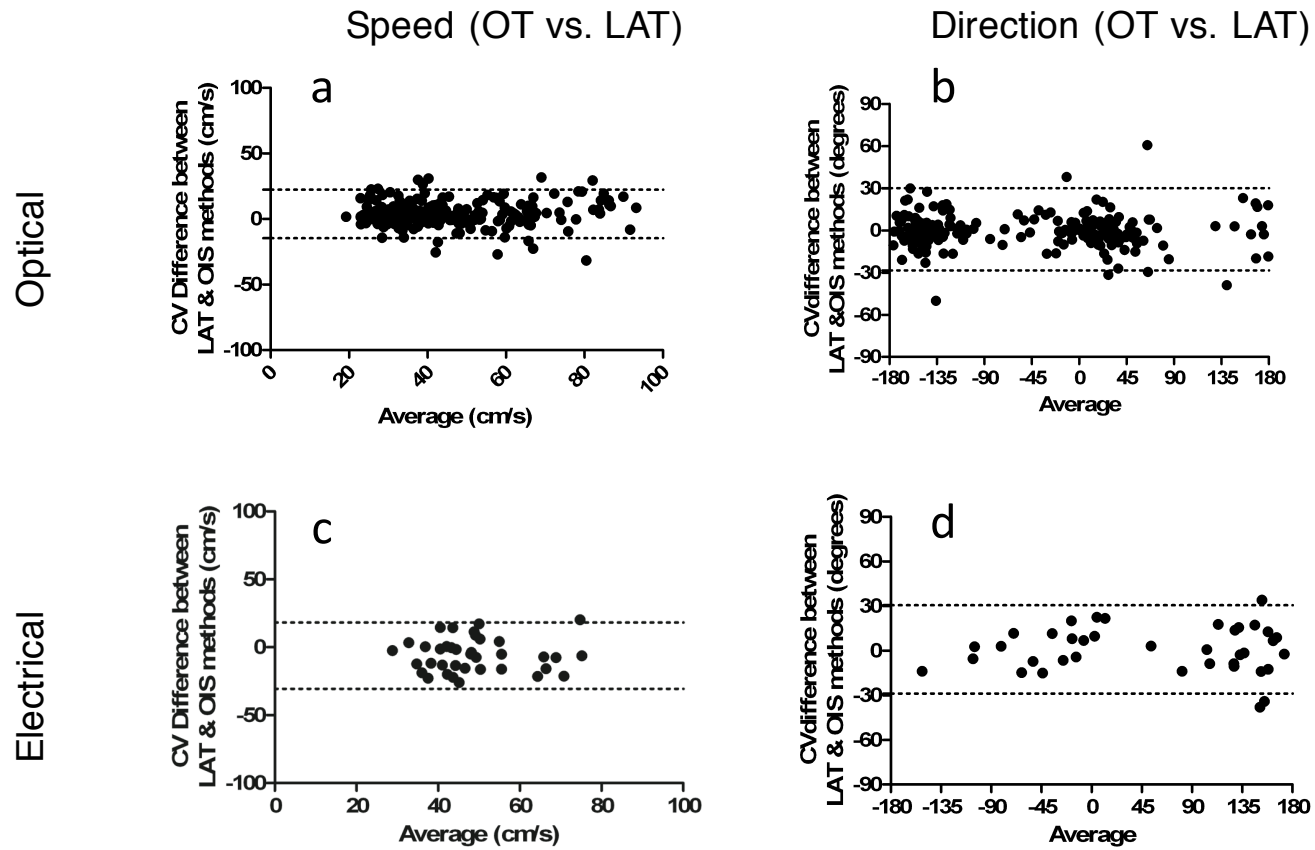 Speed (OT vs. LAT)
Direction (OT vs. LAT)
Optical
a
CV Difference between
LAT & OIS methods (cm/s)
100
50
0
-50
-100
0 20 40 60 80 100
Average (cm/s)
b
CVdifference between
LAT &OIS methods (degrees)
90
60
30
0
-30
-60
-90
-180 -135 -90 -45 0 45 90 135 180
Average
Electrical
c
CV Difference between
LAT & OIS methods (cm/s)
100
50
0
-50
-100
0 20 40 60 80 100
Average (cm/s)
d
CVdifference between
LAT & OIS methods (degrees)
90
60
30
0
-30
-60
-90
-180 -135 -90 -45 0 45 90 135 180
Average